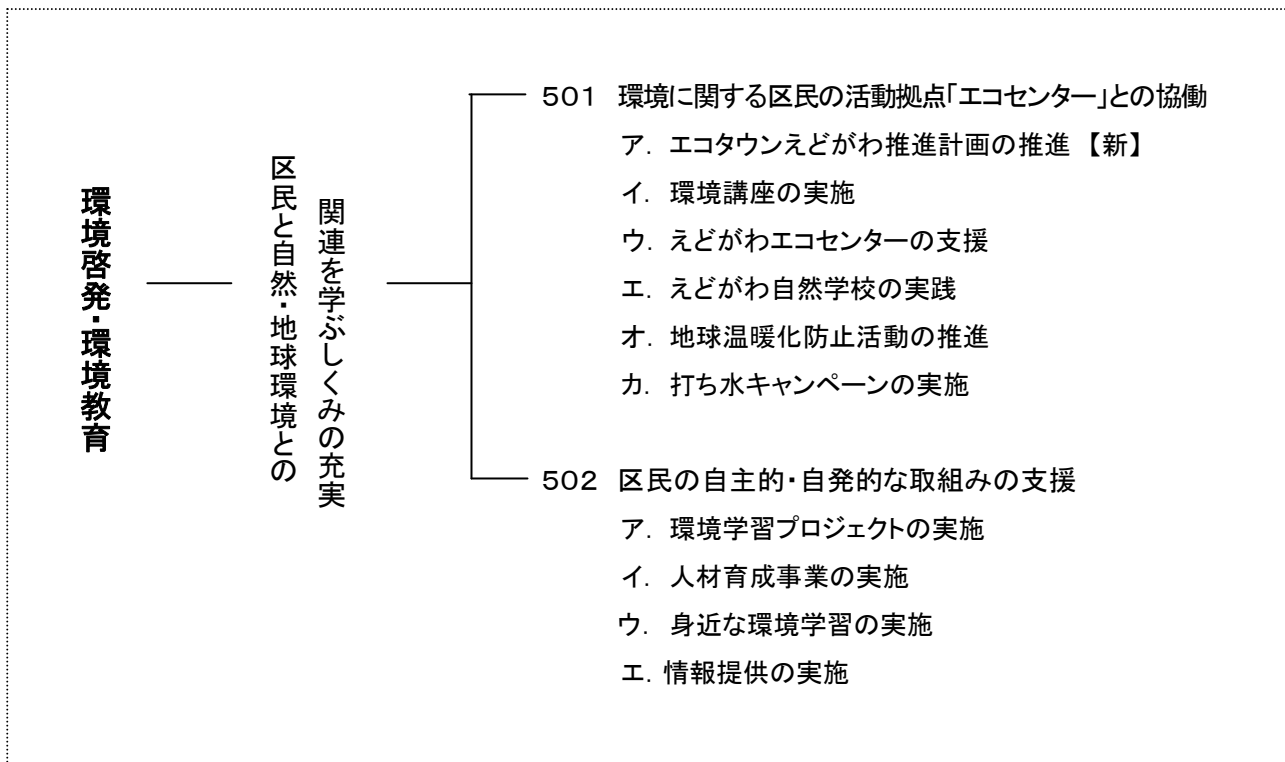 環境啓発・環境教育
区民と自然・地球環境との
関連を学ぶしくみの充実
501 環境に関する区民の活動拠点「エコセンター」との協働
ア. エコタウンえどがわ推進計画の推進 【新】
イ. 環境講座の実施
ウ. えどがわエコセンターの支援
エ. えどがわ自然学校の実践
オ. 地球温暖化防止活動の推進
カ. 打ち水キャンペーンの実施
502 区民の自主的・自発的な取組みの支援
ア. 環境学習プロジェクトの実施
イ. 人材育成事業の実施
ウ. 身近な環境学習の実施
エ. 情報提供の実施